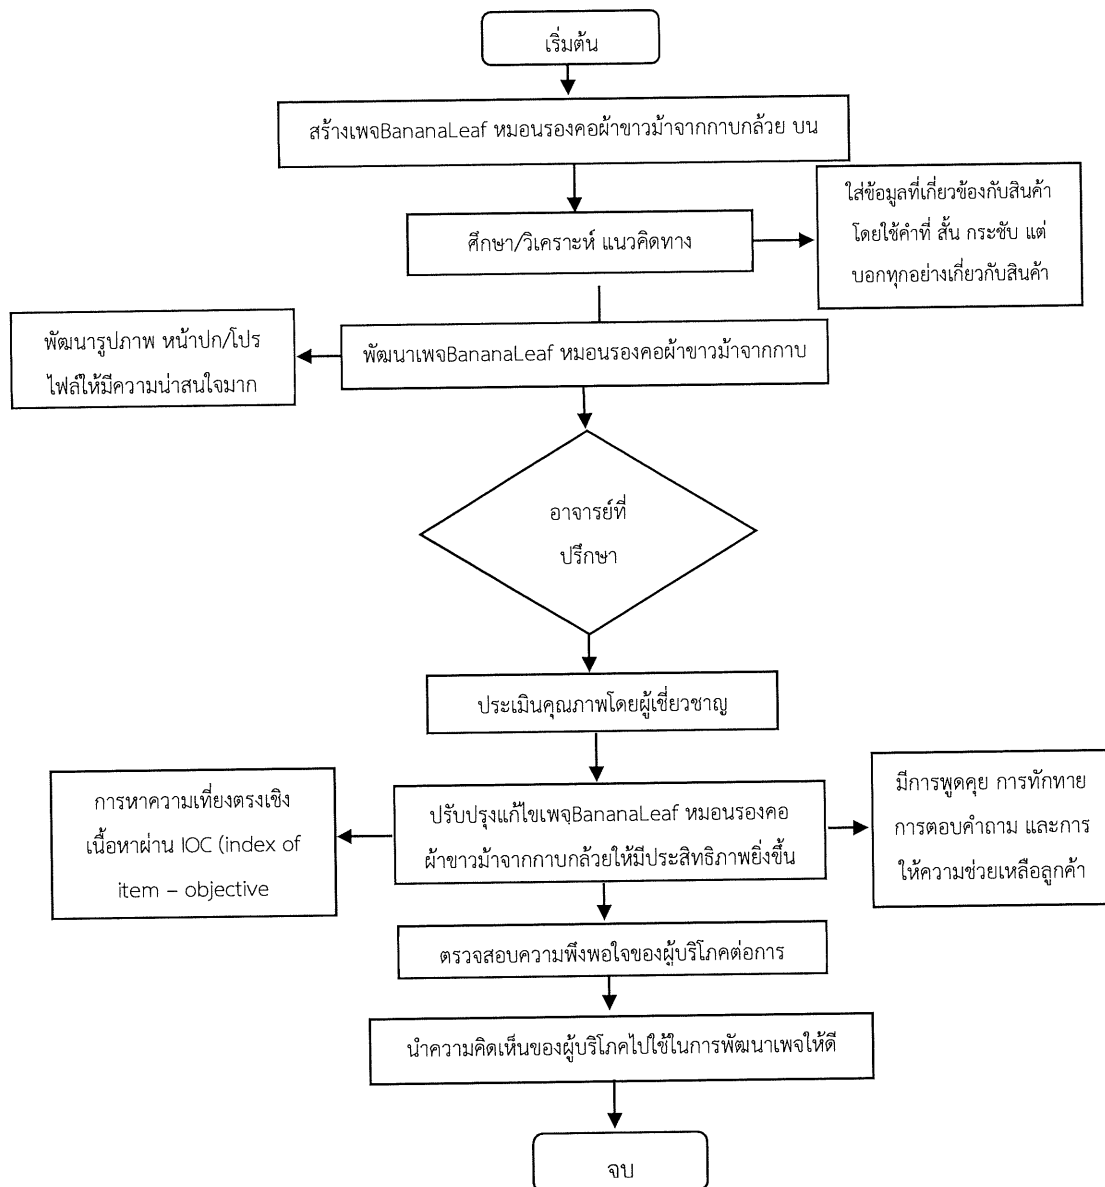 เริ่มต้น
สร้างเพจBananaLeaf หมอนรองคอผ้าขาวม้าจากกาบกล้วย บน
ศึกษา/วิเคราะห์ แนวคิดทาง
ใส่ข้อมูลที่เกี่ยวข้องกับสินค้า
โดยใช้คำที่ สั้น กระชับ แต่
บอกทุกอย่างเกี่ยวกับสินค้า
พัฒนารูปภาพ หน้าปก/โปร
ไฟล์ให้มีความน่าสนใจมาก
พัฒนาเพจBananaLeaf หมอนรองคอผ้าขาวม้าจากกาบ
อาจารย์ที่
ปรึกษา
ประเมินคุณภาพโดยผู้เชี่ยวชาญ
การหาความเที่ยงตรงเชิง
เนื้อหาผ่าน IOC (index of
item – objective
ปรับปรุงแก้ไขเพจBananaLeaf หมอนรองคอ
ผ้าขาวม้าจากกาบกล้วยให้มีประสิทธิภาพยิ่งขึ้น
มีการพูดคุย การทักทาย
การตอบคำถาม และการ
ให้ความช่วยเหลือลูกค้า
ตรวจสอบความพึงพอใจของผู้บริโภคต่อการ
นำความคิดเห็นของผู้บริโภคไปใช้ในการพัฒนาเพจให้ดี
จบ